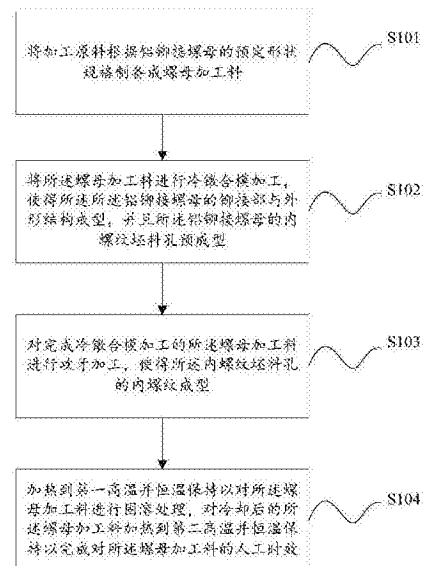 将加工原料根据铝铆接螺母的预定形状
规格制备成螺母加工料
S101
将所述螺母加工料进行冷镦合模加工,
使得所述所述铝铆接螺母的铆接部与外
形结构成型,并且所述铝铆接螺母的内
螺纹坯料孔预成型
S102
对完成冷镦合模加工的所述螺母加工料
进行攻牙加工,使得所述内螺纹坯料孔
的内螺纹成型
S103
加热到第一高温并恒温保持以对所述螺
母加工料进行固溶处理,对冷却后的所
述螺母加工料加热到第二高温并恒温保
持以完成对所述螺母加工料的人工时效
S104